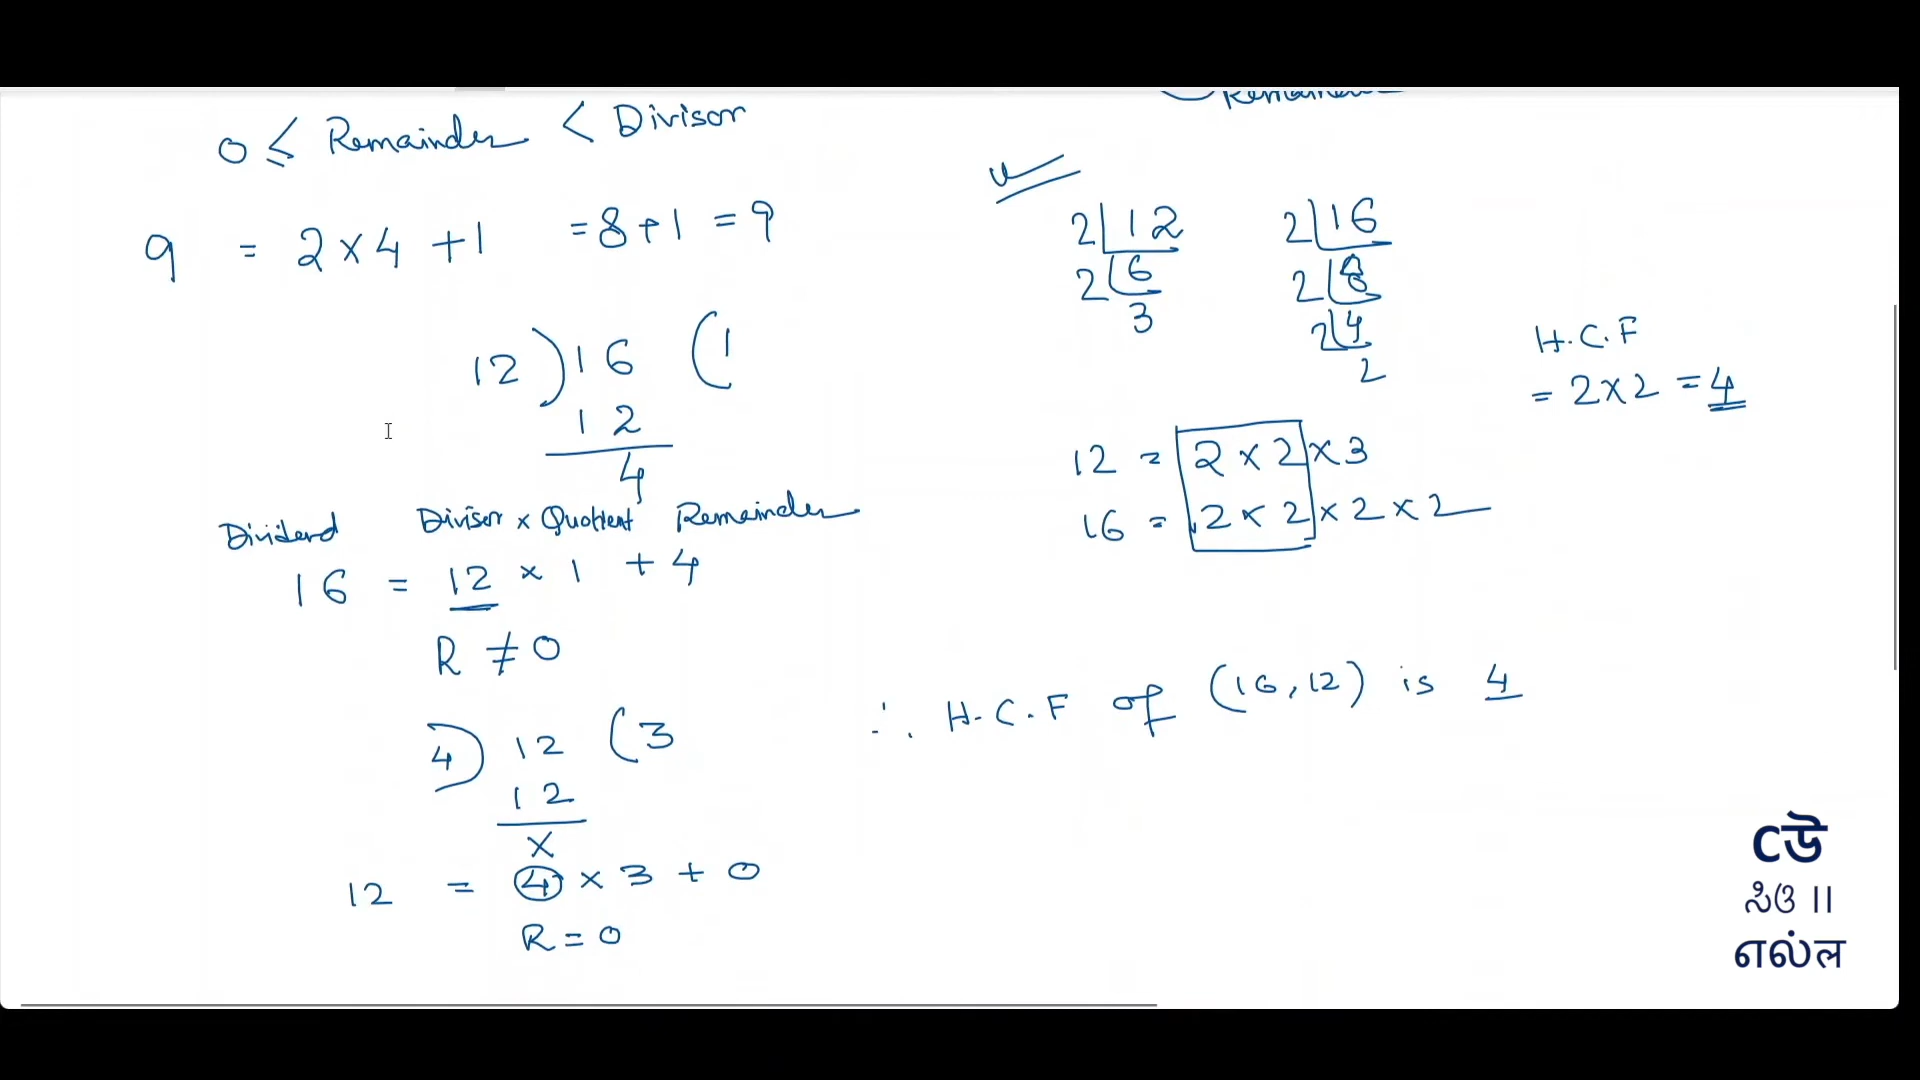 0 ≤ Remainder < Divisor
9 = 2 × 4 + 1 = 8 + 1 = 9
12 ) 16 ( 1
12
4
Dividend Divisor × Quotient Remainder
16 = 12 × 1 + 4
R ≠ 0
4 ) 12 ( 3
12
×
12 = 4 × 3 + 0
R = 0
Remainder
2 | 12
2 | 6
3
2 | 16
2 | 8
2 | 4
2
H.C.F
= 2 × 2 = 4
12 = 2 × 2 × 3
16 = 2 × 2 × 2 × 2
∴ H.C.F of (16, 12) is 4
Cউ
எல்ல